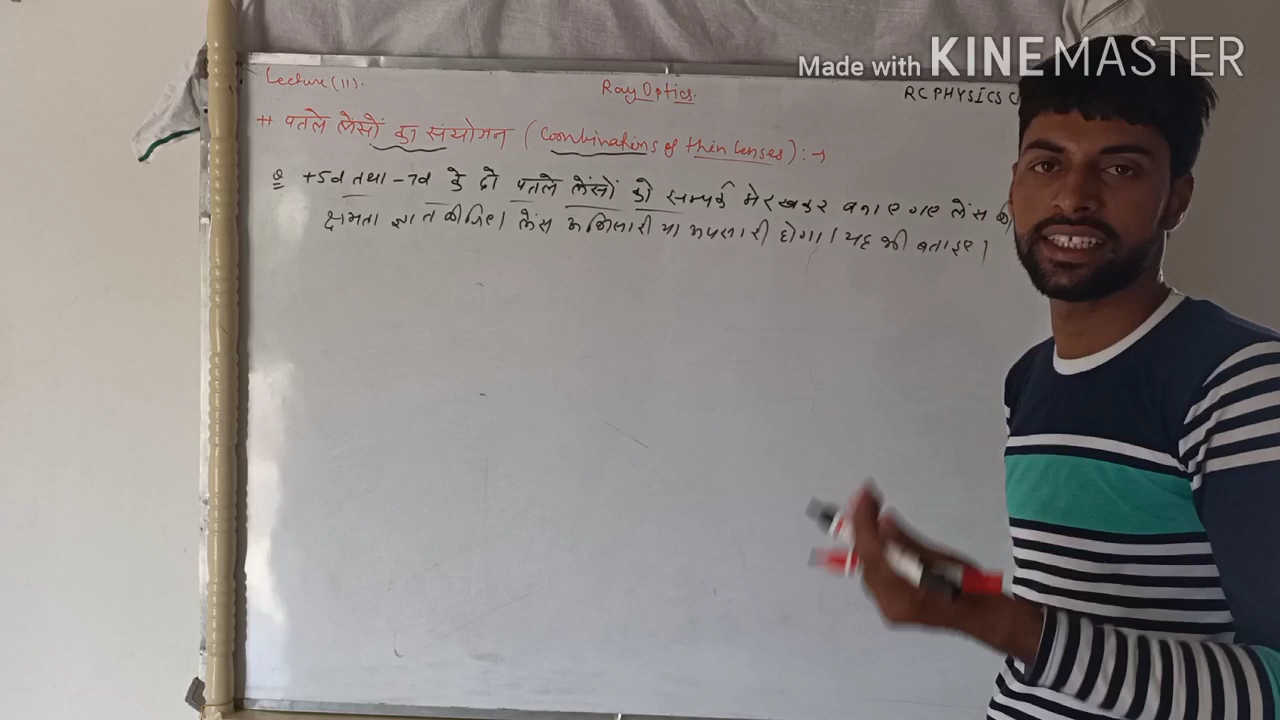 Made with KINEMASTER
Lecture (11). Ray Optics. RC PHYSICS C
# पतले लेंसों का संयोजन (Combinations of thin lenses) : →
Q +5d तथा -7d के दो पतले लेंसों को सम्पर्क मे रखकर बनाए गए लेंस की
क्षमता ज्ञात कीजिए। लेंस अभिसारी या अपसारी होगा। यह भी बताइए।